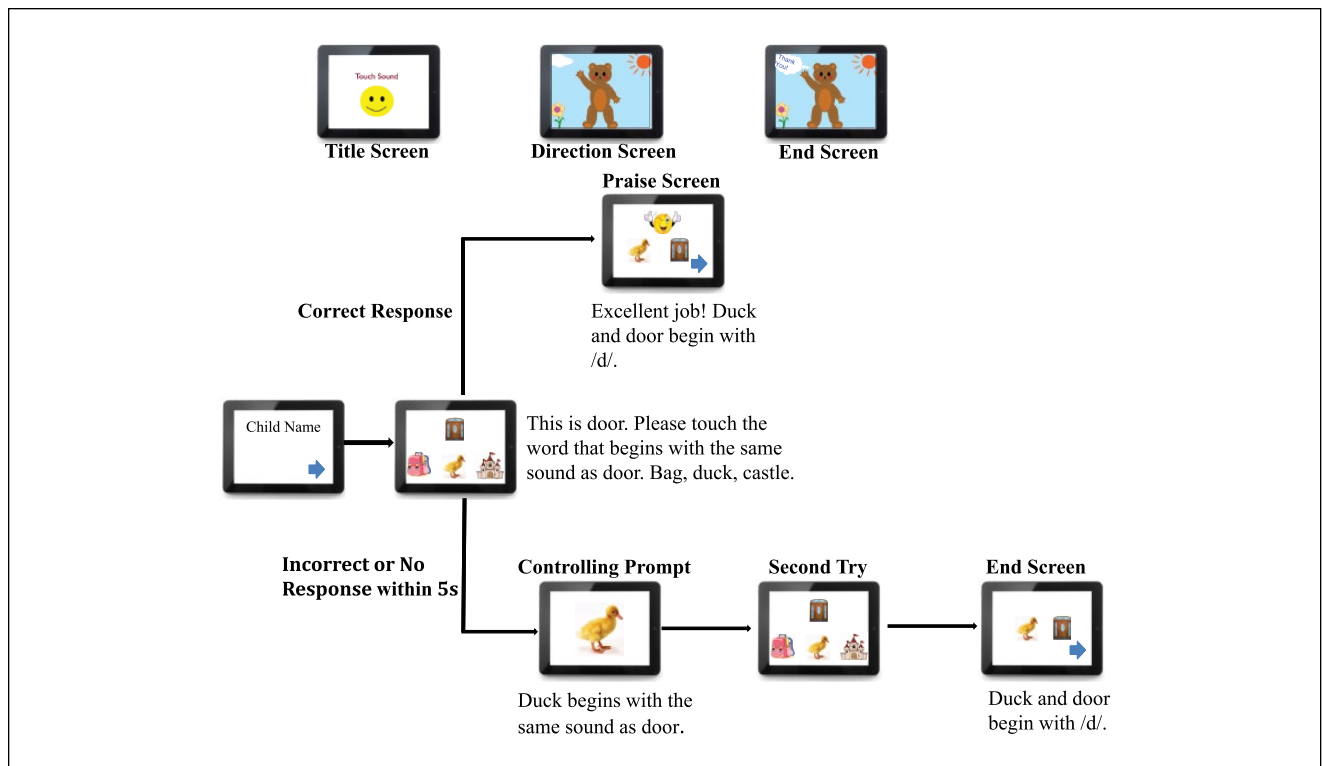 Touch Sound
Thank
You!
Title Screen
Direction Screen
End Screen
Praise Screen
Correct Response
Excellent job! Duck
and door begin with
/d/.
Child Name
This is door. Please touch the
word that begins with the same
sound as door. Bag, duck, castle.
Incorrect or No
Response within 5s
Controlling Prompt
Second Try
End Screen
Duck begins with the
same sound as door.
Duck and door
begin with /d/.